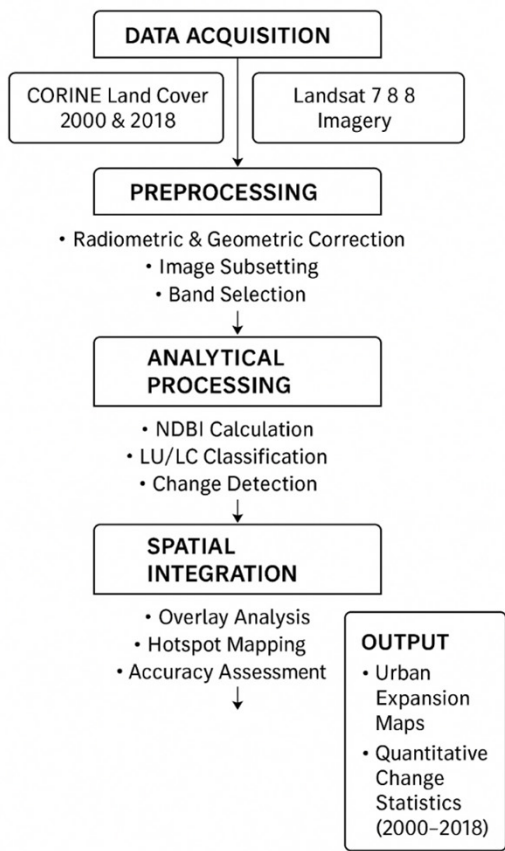 DATA ACQUISITION
CORINE Land Cover
2000 & 2018
Landsat 7 8 8
Imagery
PREPROCESSING
• Radiometric & Geometric Correction
• Image Subsetting
• Band Selection
ANALYTICAL
PROCESSING
• NDBI Calculation
• LU/LC Classification
• Change Detection
SPATIAL
INTEGRATION
• Overlay Analysis
• Hotspot Mapping
• Accuracy Assessment
OUTPUT
• Urban
Expansion
Maps
• Quantitative
Change
Statistics
(2000–2018)